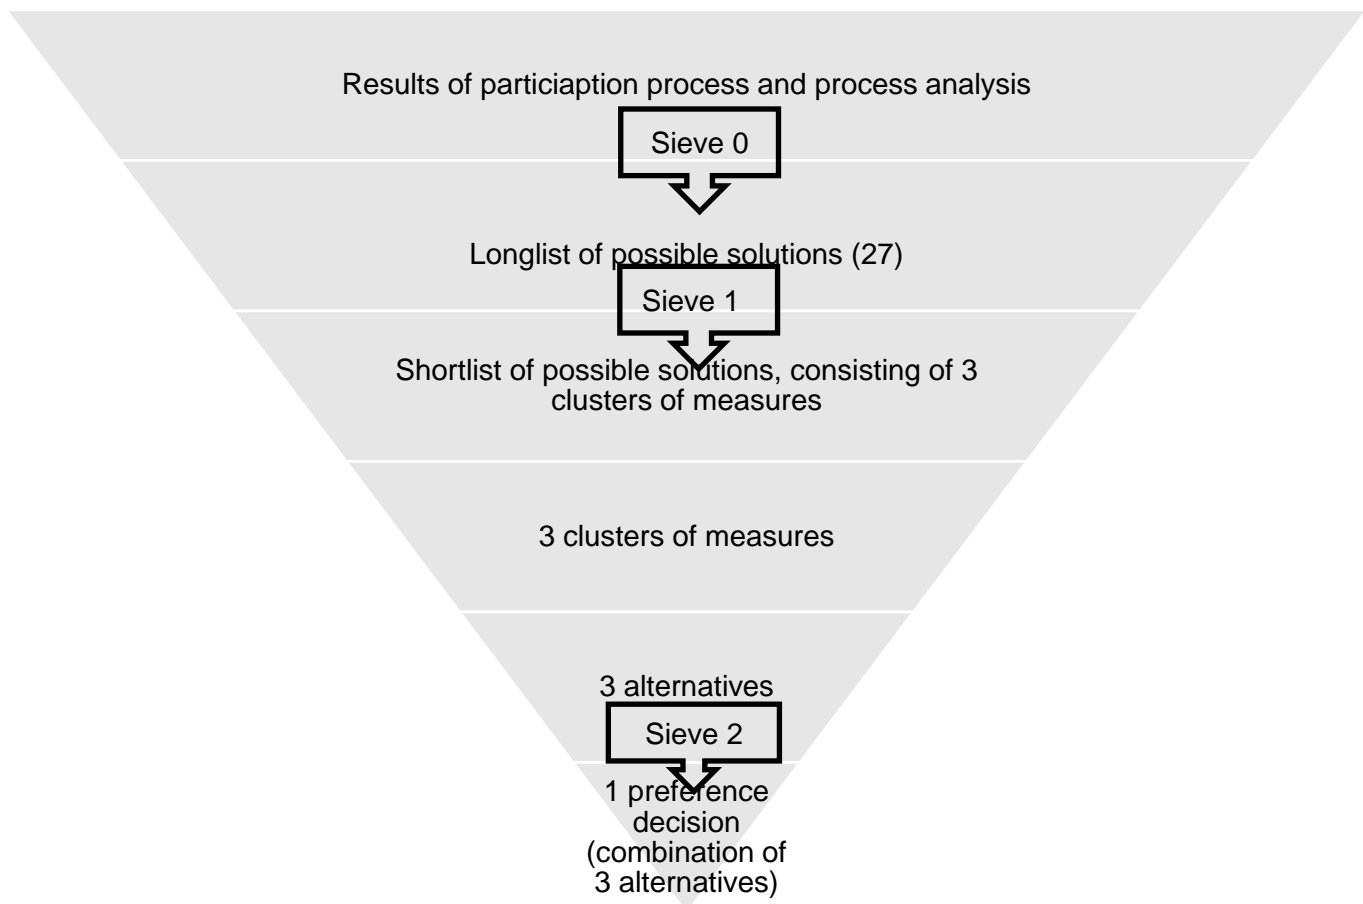 Results of particiaption process and process analysis
Sieve 0
Longlist of possible solutions (27)
Sieve 1
Shortlist of possible solutions, consisting of 3
clusters of measures
3 clusters of measures
3 alternatives
Sieve 2
1 preference
decision
(combination of
3 alternatives)